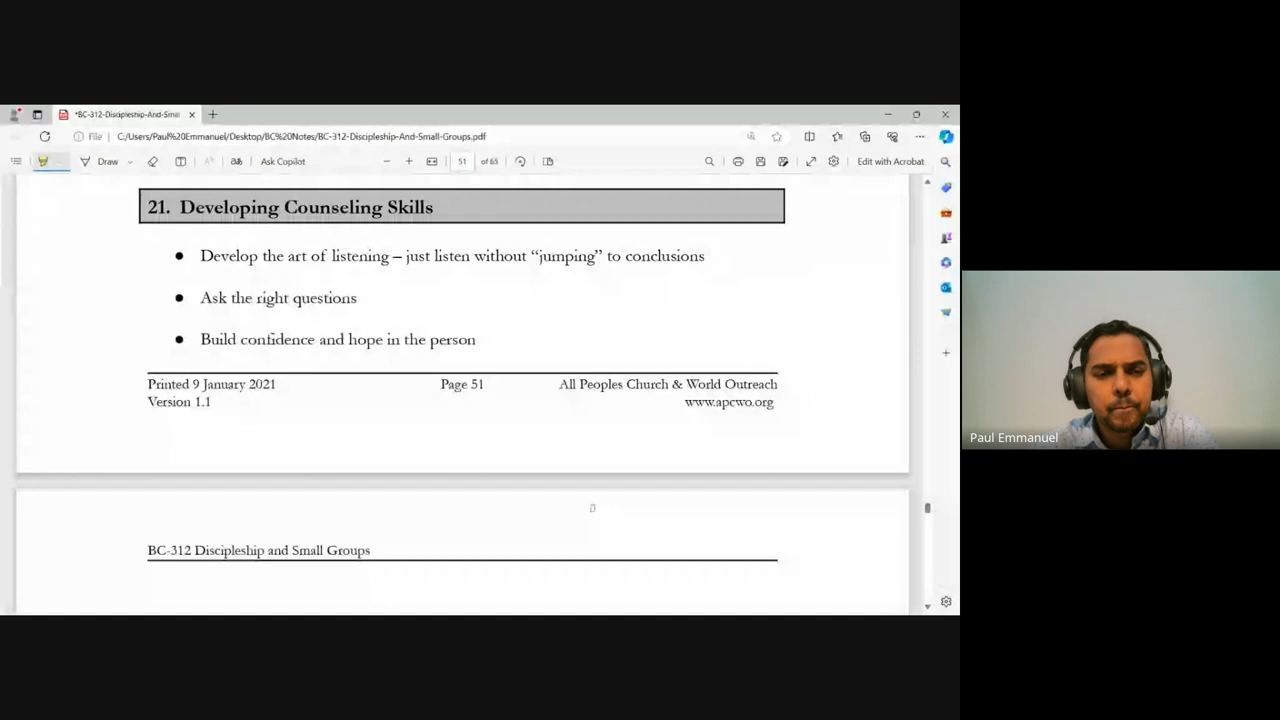 *BC-312-Discipleship-And-Smal
File C:/Users/Paul%20Emmanuel/Desktop/BC%20Notes/BC-312-Discipleship-And-Small-Groups.pdf
Draw Ask Copilot 51 of 65 Edit with Acrobat
21. Developing Counseling Skills
● Develop the art of listening – just listen without “jumping” to conclusions
● Ask the right questions
● Build confidence and hope in the person
Printed 9 January 2021 Page 51 All Peoples Church & World Outreach
Version 1.1 www.apcwo.org
BC-312 Discipleship and Small Groups
Paul Emmanuel